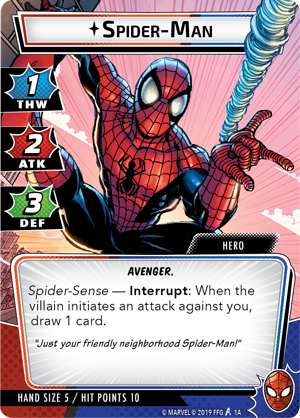 Spider-Man
1
THW
2
ATK
3
DEF
HERO
AVENGER.
Spider-Sense — Interrupt: When the
villain initiates an attack against you,
draw 1 card.
"Just your friendly neighborhood Spider-Man!"
HAND SIZE 5 / HIT POINTS 10
© MARVEL © 2019 FFG 1A